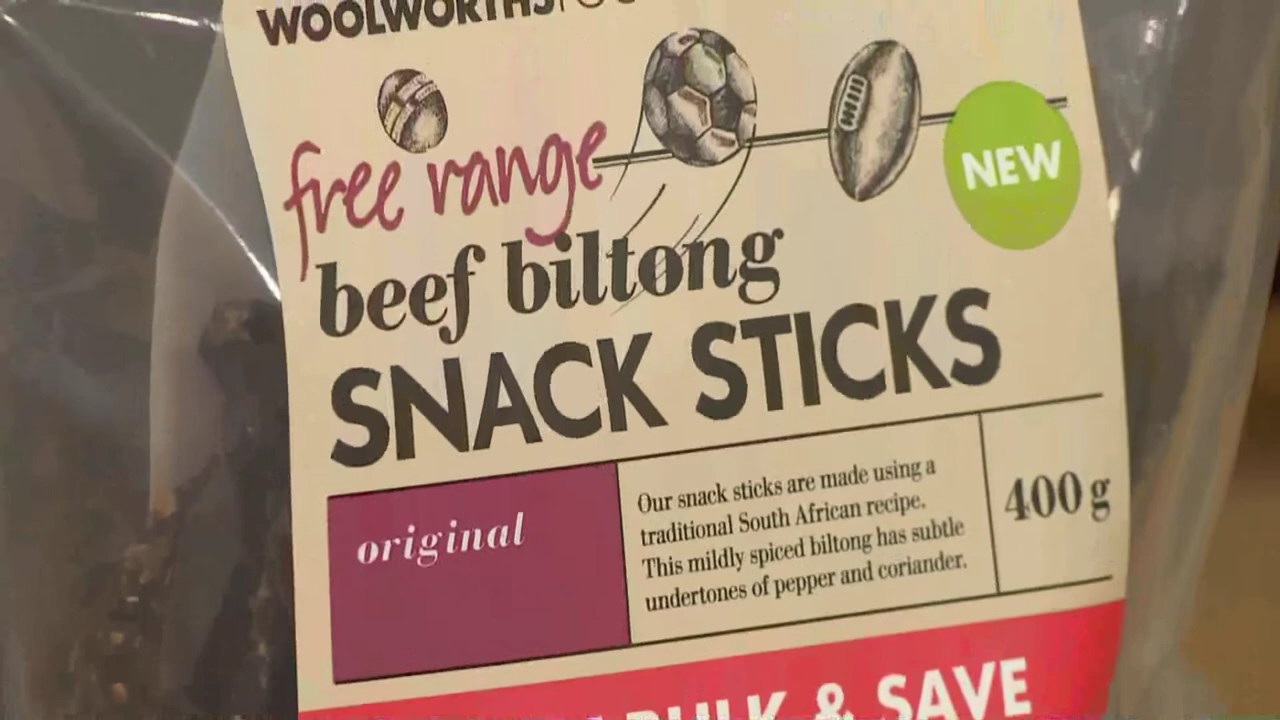 WOOLWORTHS
free range
NEW
beef biltong
SNACK STICKS
original
Our snack sticks are made using a
traditional South African recipe.
This mildly spiced biltong has subtle
undertones of pepper and coriander.
400 g
BULK & SAVE